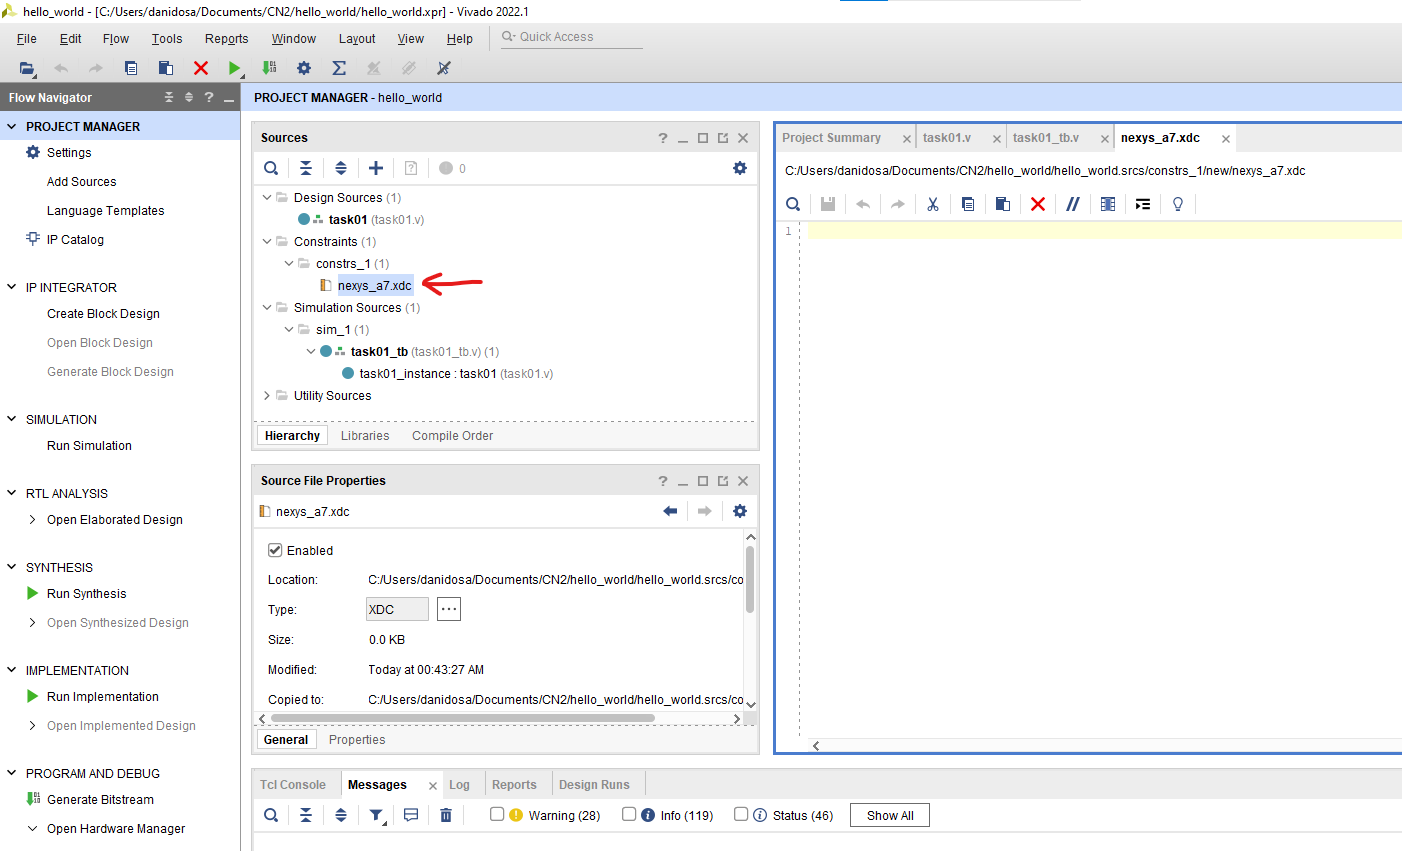 hello_world - [C:/Users/danidosa/Documents/CN2/hello_world/hello_world.xpr] - Vivado 2022.1
File Edit Flow Tools Reports Window Layout View Help Quick Access
Flow Navigator
PROJECT MANAGER
Settings
Add Sources
Language Templates
IP Catalog
IP INTEGRATOR
Create Block Design
Open Block Design
Generate Block Design
SIMULATION
Run Simulation
RTL ANALYSIS
Open Elaborated Design
SYNTHESIS
Run Synthesis
Open Synthesized Design
IMPLEMENTATION
Run Implementation
Open Implemented Design
PROGRAM AND DEBUG
Generate Bitstream
Open Hardware Manager
PROJECT MANAGER - hello_world
Sources
0
Design Sources (1)
task01 (task01.v)
Constraints (1)
constrs_1 (1)
nexys_a7.xdc
Simulation Sources (1)
sim_1 (1)
task01_tb (task01_tb.v) (1)
task01_instance : task01 (task01.v)
Utility Sources
Hierarchy Libraries Compile Order
Source File Properties
nexys_a7.xdc
Enabled
Location: C:/Users/danidosa/Documents/CN2/hello_world/hello_world.srcs/co
Type: XDC
Size: 0.0 KB
Modified: Today at 00:43:27 AM
Copied to: C:/Users/danidosa/Documents/CN2/hello_world/hello_world.srcs/co
General Properties
Project Summary task01.v task01_tb.v nexys_a7.xdc
C:/Users/danidosa/Documents/CN2/hello_world/hello_world.srcs/constrs_1/new/nexys_a7.xdc
1
Tcl Console Messages Log Reports Design Runs
Warning (28) Info (119) Status (46) Show All